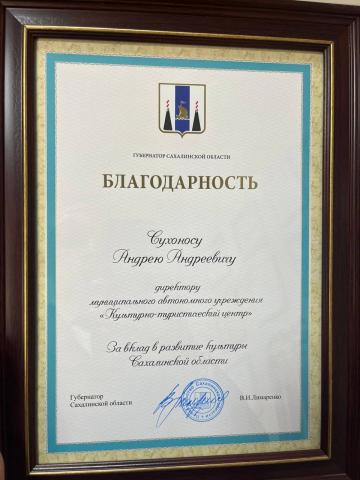 ГУБЕРНАТОР САХАЛИНСКОЙ ОБЛАСТИ
БЛАГОДАРНОСТЬ
Сухоносу
Андрею Андреевичу
директору
муниципального автономного учреждения
«Культурно-туристический центр»
За вклад в развитие культуры
Сахалинской области
Губернатор
Сахалинской области
В.И.Лимаренко